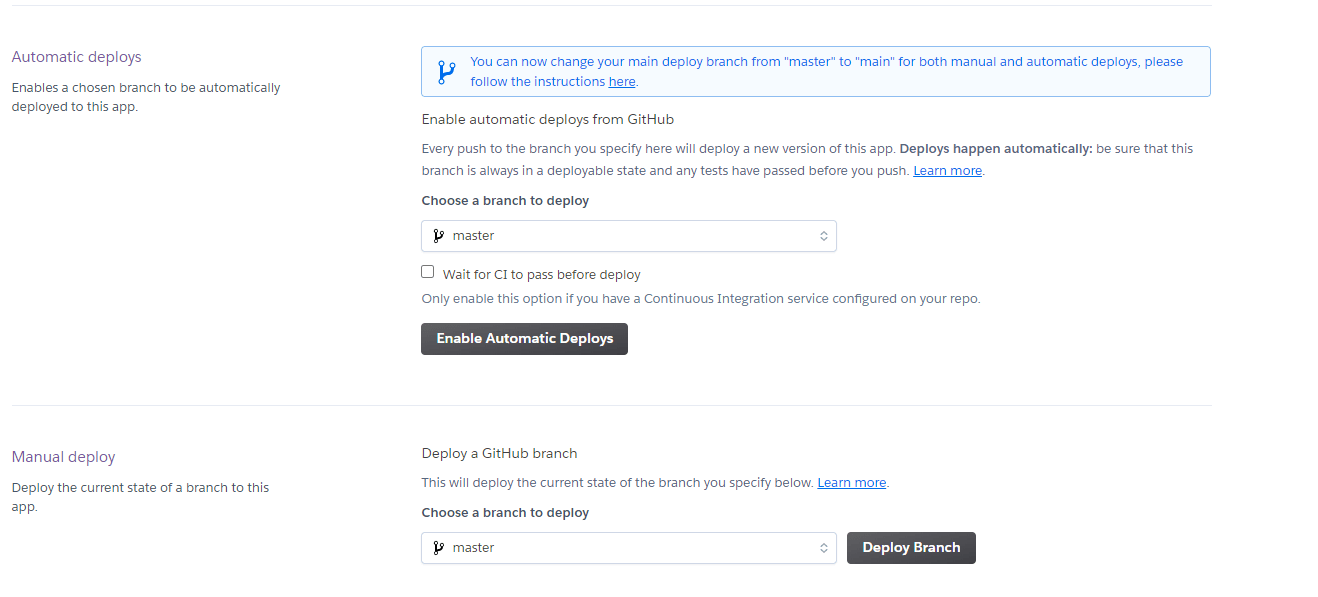 Automatic deploys
Enables a chosen branch to be automatically
deployed to this app.
You can now change your main deploy branch from "master" to "main" for both manual and automatic deploys, please
follow the instructions here.
Enable automatic deploys from GitHub
Every push to the branch you specify here will deploy a new version of this app. Deploys happen automatically: be sure that this
branch is always in a deployable state and any tests have passed before you push. Learn more.
Choose a branch to deploy
master
Wait for CI to pass before deploy
Only enable this option if you have a Continuous Integration service configured on your repo.
Enable Automatic Deploys
Manual deploy
Deploy the current state of a branch to this
app.
Deploy a GitHub branch
This will deploy the current state of the branch you specify below. Learn more.
Choose a branch to deploy
master
Deploy Branch